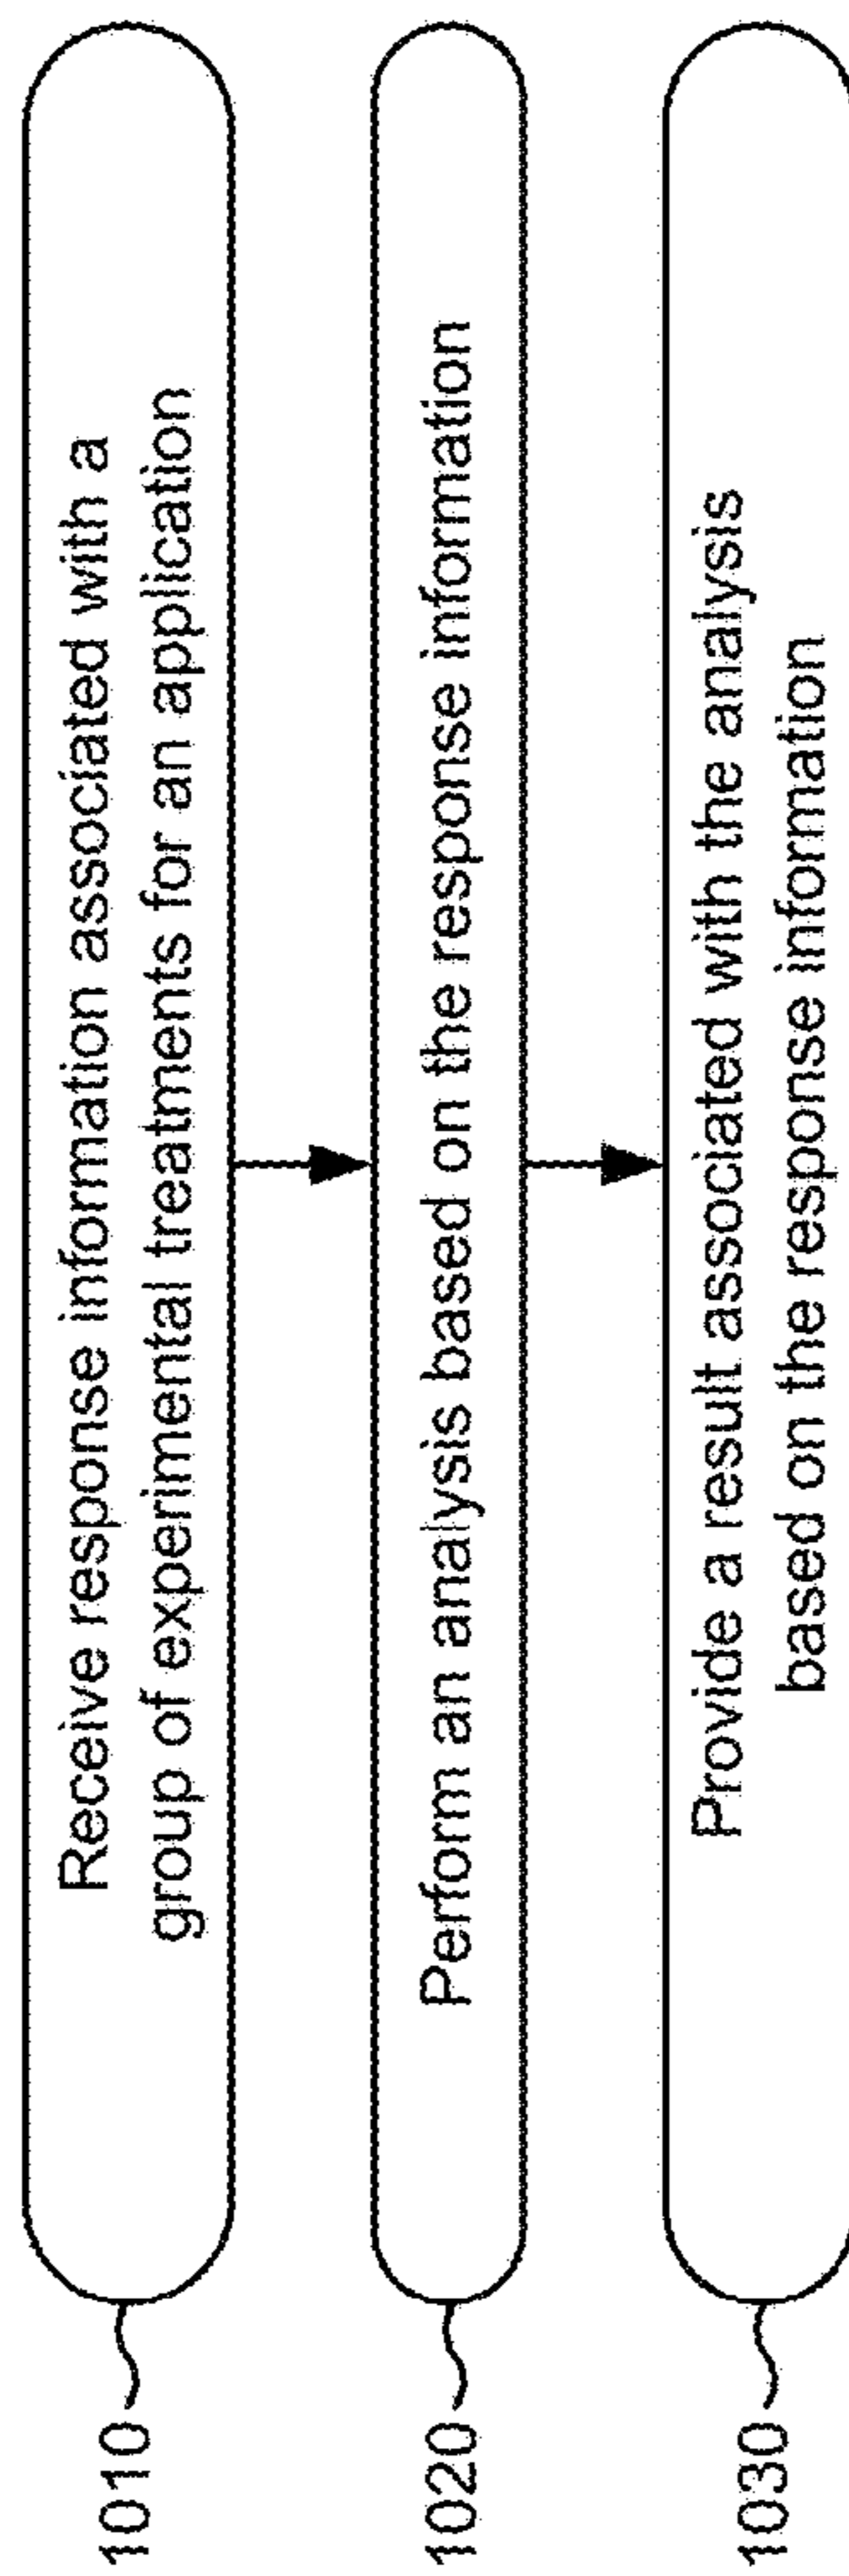 1010
Receive response information associated with a
group of experimental treatments for an application
1020
Perform an analysis based on the response information
1030
Provide a result associated with the analysis
based on the response information